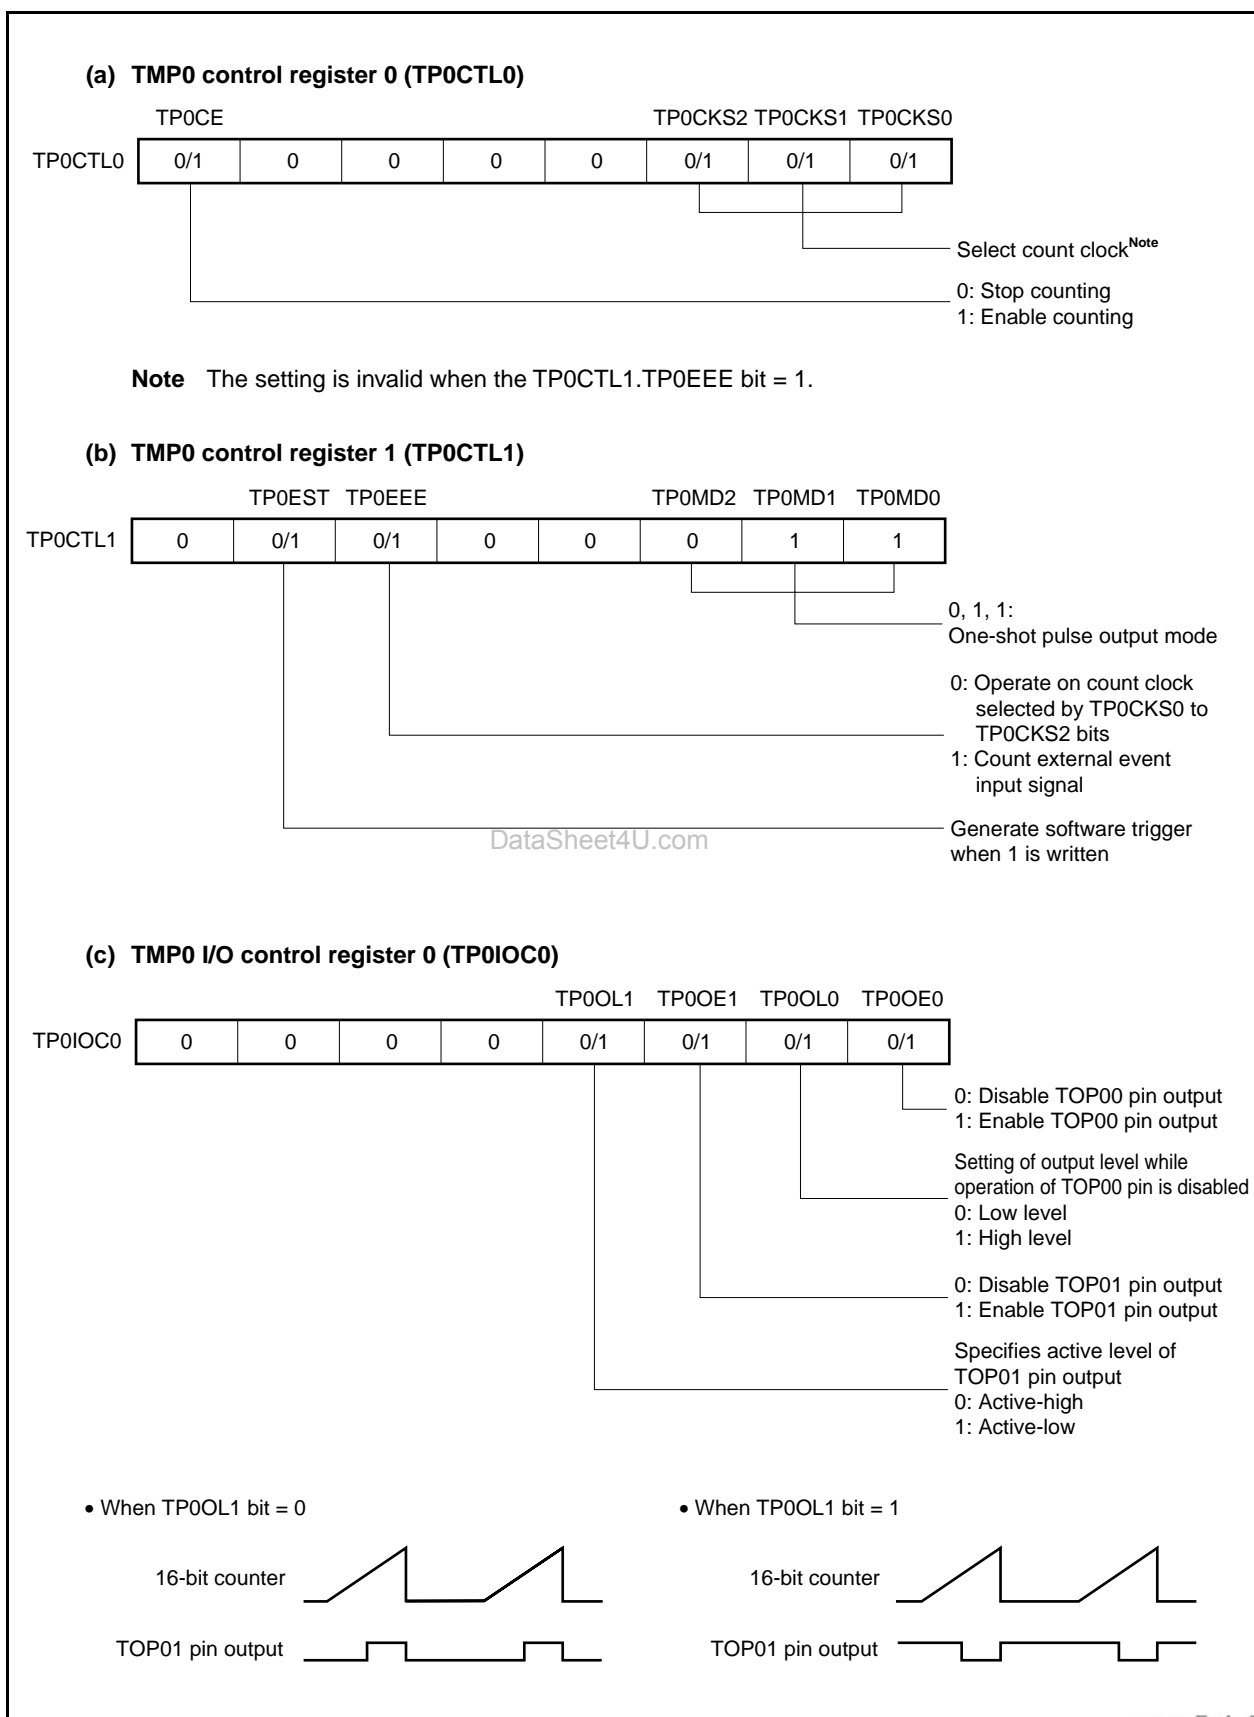 (a) TMP0 control register 0 (TP0CTL0)
TP0CE TP0CKS2 TP0CKS1 TP0CKS0
TP0CTL0 0/1 0 0 0 0 0/1 0/1 0/1
Select count clockNote
0: Stop counting
1: Enable counting
Note The setting is invalid when the TP0CTL1.TP0EEE bit = 1.
(b) TMP0 control register 1 (TP0CTL1)
TP0EST TP0EEE TP0MD2 TP0MD1 TP0MD0
TP0CTL1 0 0/1 0/1 0 0 0 1 1
0, 1, 1:
One-shot pulse output mode
0: Operate on count clock
selected by TP0CKS0 to
TP0CKS2 bits
1: Count external event
input signal
Generate software trigger
when 1 is written
DataSheet4U.com
(c) TMP0 I/O control register 0 (TP0IOC0)
TP0OL1 TP0OE1 TP0OL0 TP0OE0
TP0IOC0 0 0 0 0 0/1 0/1 0/1 0/1
0: Disable TOP00 pin output
1: Enable TOP00 pin output
Setting of output level while
operation of TOP00 pin is disabled
0: Low level
1: High level
0: Disable TOP01 pin output
1: Enable TOP01 pin output
Specifies active level of
TOP01 pin output
0: Active-high
1: Active-low
• When TP0OL1 bit = 0 • When TP0OL1 bit = 1
16-bit counter 16-bit counter
TOP01 pin output TOP01 pin output